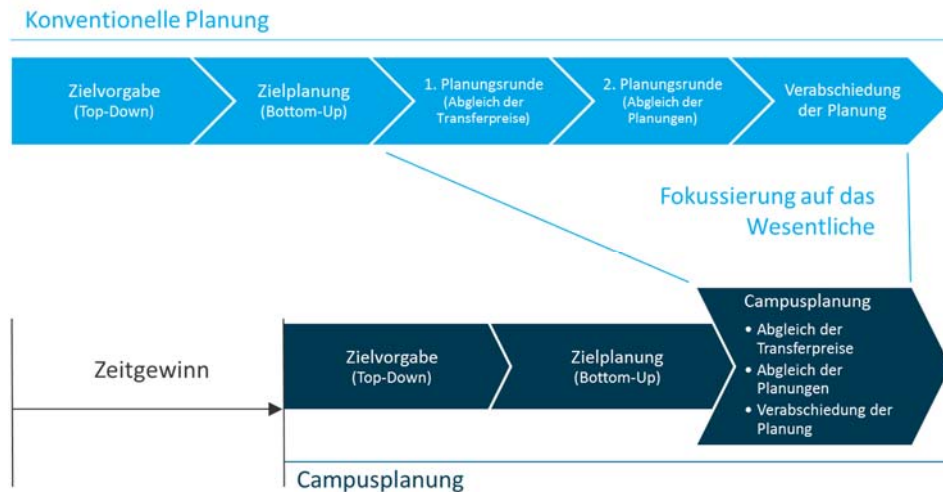 Konventionelle Planung
Zielvorgabe
(Top-Down)
Zielplanung
(Bottom-Up)
1. Planungsrunde
(Abgleich der
Transferpreise)
2. Planungsrunde
(Abgleich der
Planungen)
Verabschiedung
der Planung
Fokussierung auf das
Wesentliche
Zeitgewinn
Zielvorgabe
(Top-Down)
Zielplanung
(Bottom-Up)
Campusplanung
• Abgleich der
Transferpreise
• Abgleich der
Planungen
• Verabschiedung der
Planung
Campusplanung